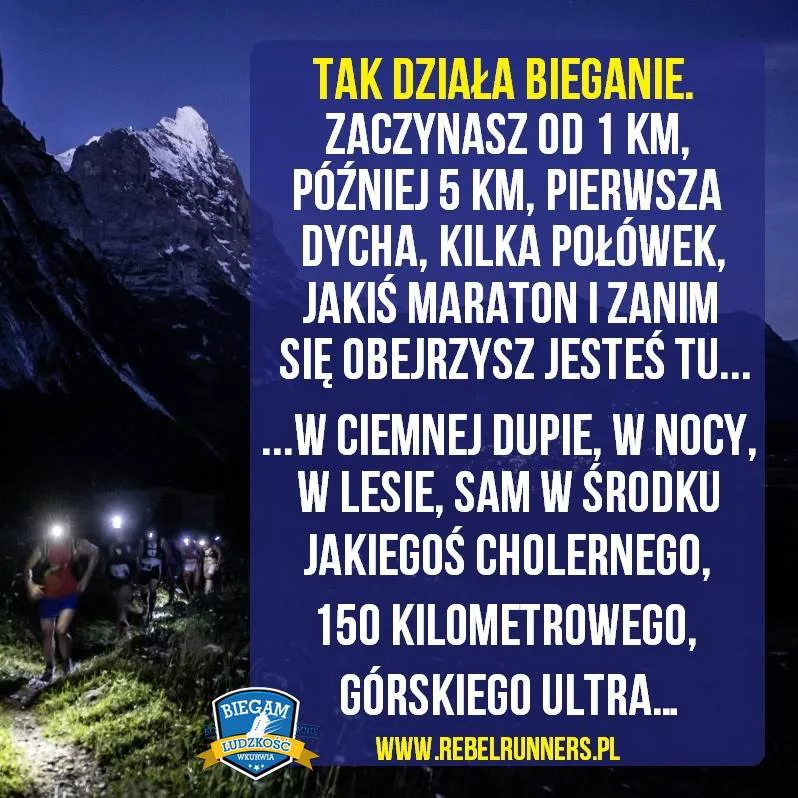 TAK DZIAŁA BIEGANIE.
ZACZYNASZ OD 1 KM,
PÓŹNIEJ 5 KM, PIERWSZA
DYCHA, KILKA POŁÓWEK,
JAKIŚ MARATON I ZANIM
SIĘ OBEJRZYSZ JESTEŚ TU...
...W CIEMNEJ DUPIE, W NOCY,
W LESIE, SAM W ŚRODKU
JAKIEGOŚ CHOLERNEGO,
150 KILOMETROWEGO,
GÓRSKIEGO ULTRA...
BIEGAM
LUDZKOŚĆ
WKURWIA
WWW.REBELRUNNERS.PL